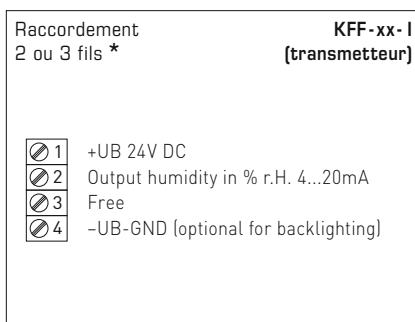 Raccordement
2 ou 3 fils *
KFF-xx-I
(transmetteur)
1 +UB 24V DC
2 Output humidity in % r.H. 4...20mA
3 Free
4 –UB-GND (optional for backlighting)